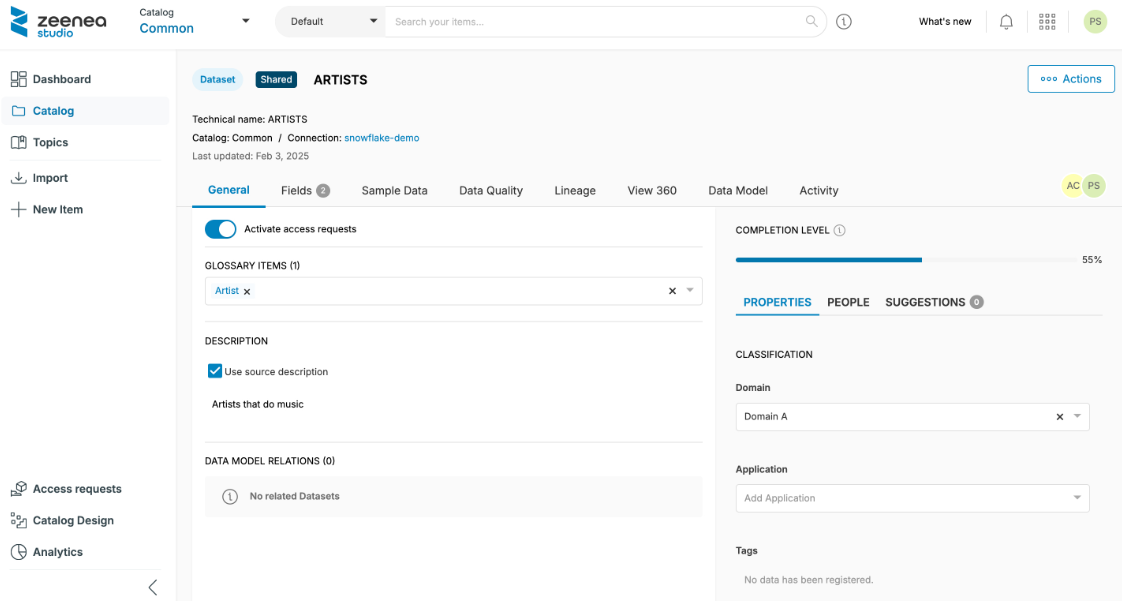 zeenea
studio
Catalog
Common
Default
Search your items...
What's new
PS
Dashboard
Catalog
Topics
Import
New Item
Access requests
Catalog Design
Analytics
Dataset
Shared
ARTISTS
Actions
Technical name: ARTISTS
Catalog: Common / Connection: snowflake-demo
Last updated: Feb 3, 2025
General
Fields 2
Sample Data
Data Quality
Lineage
View 360
Data Model
Activity
AC
PS
Activate access requests
GLOSSARY ITEMS (1)
Artist
DESCRIPTION
Use source description
Artists that do music
DATA MODEL RELATIONS (0)
No related Datasets
COMPLETION LEVEL
55%
PROPERTIES
PEOPLE
SUGGESTIONS 0
CLASSIFICATION
Domain
Domain A
Application
Add Application
Tags
No data has been registered.